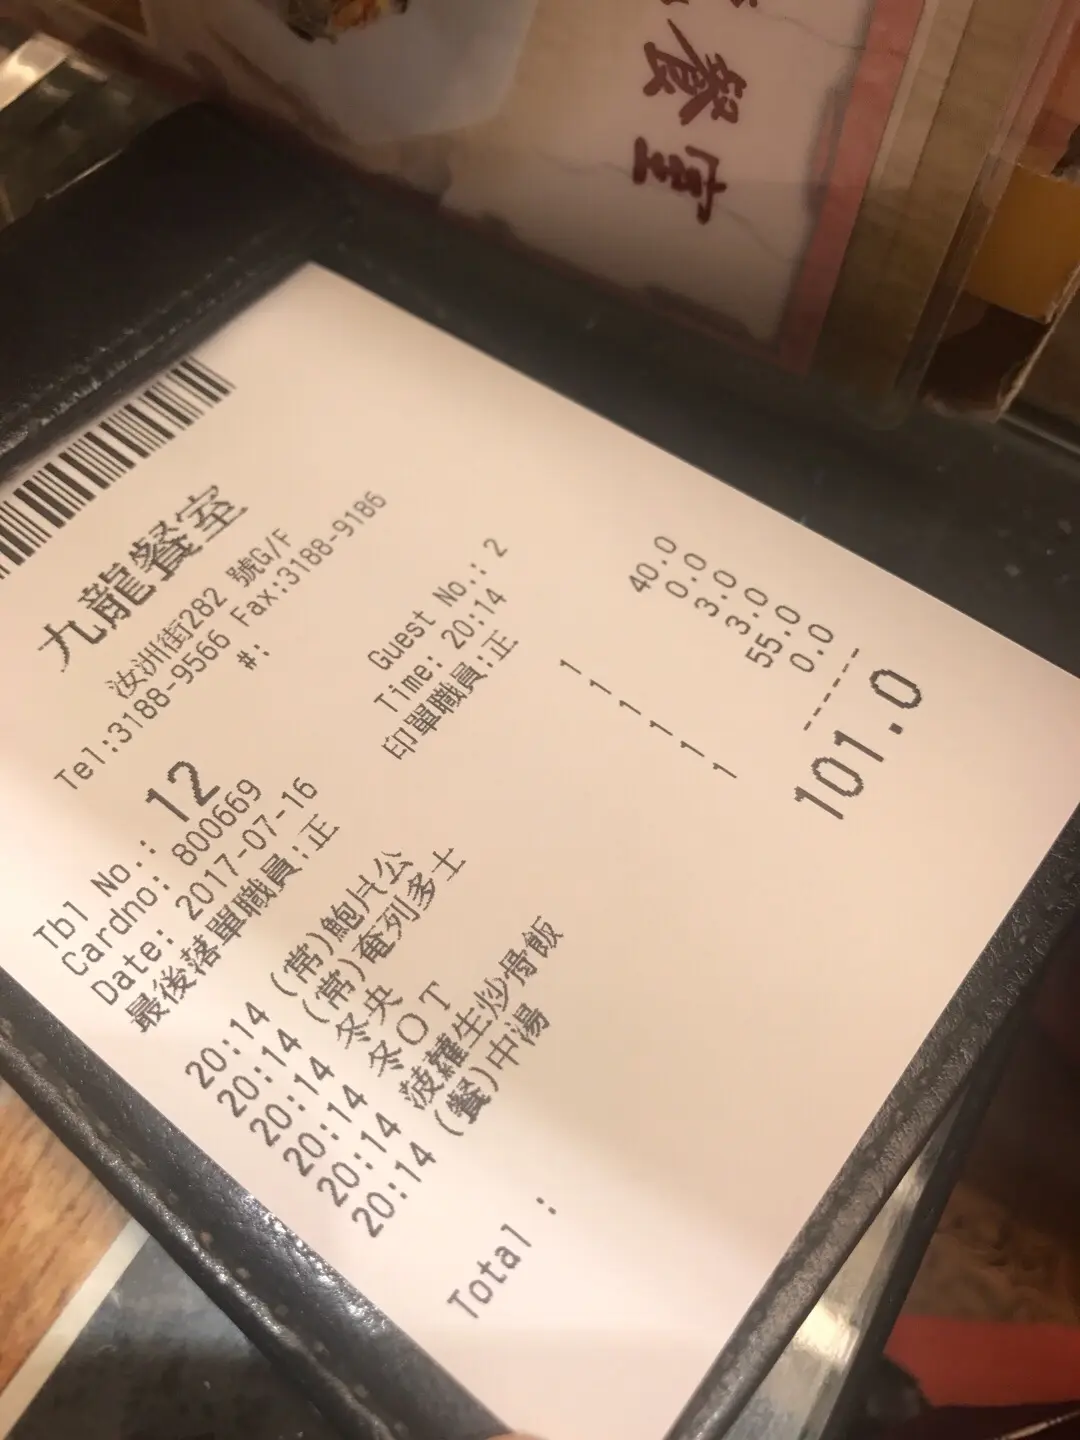 餐室
九龍餐室
汝洲街282 號G/F
Tel:3188-9566 Fax:3188-9186
#:
Tbl No.: 12 Guest No.: 2
Cardno: 800669 Time: 20:14
Date: 2017-07-16 印單職員:正
最後落單職員:正
20:14 (常)鮑片公 1 40.0
20:14 (常)奄列多士 1 0.0
20:14 冬央 1 3.0
20:14 冬OT 1 3.0
20:14 菠蘿生炒骨飯 1 55.0
20:14 (餐)中湯 1 0.0
Total : 101.0